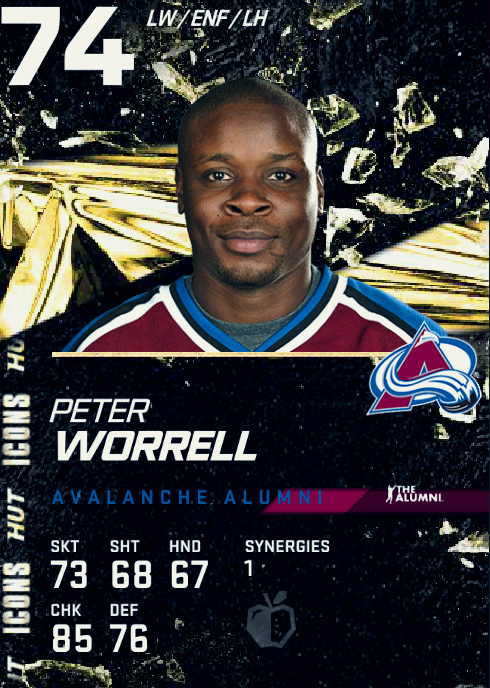 74
LW / ENF / LH
PETER
WORRELL
AVALANCHE ALUMNI
THE
ALUMNI
SKT SHT HND SYNERGIES
73 68 67 1
CHK DEF
85 76
HUT
ICONS
HUT
ICONS